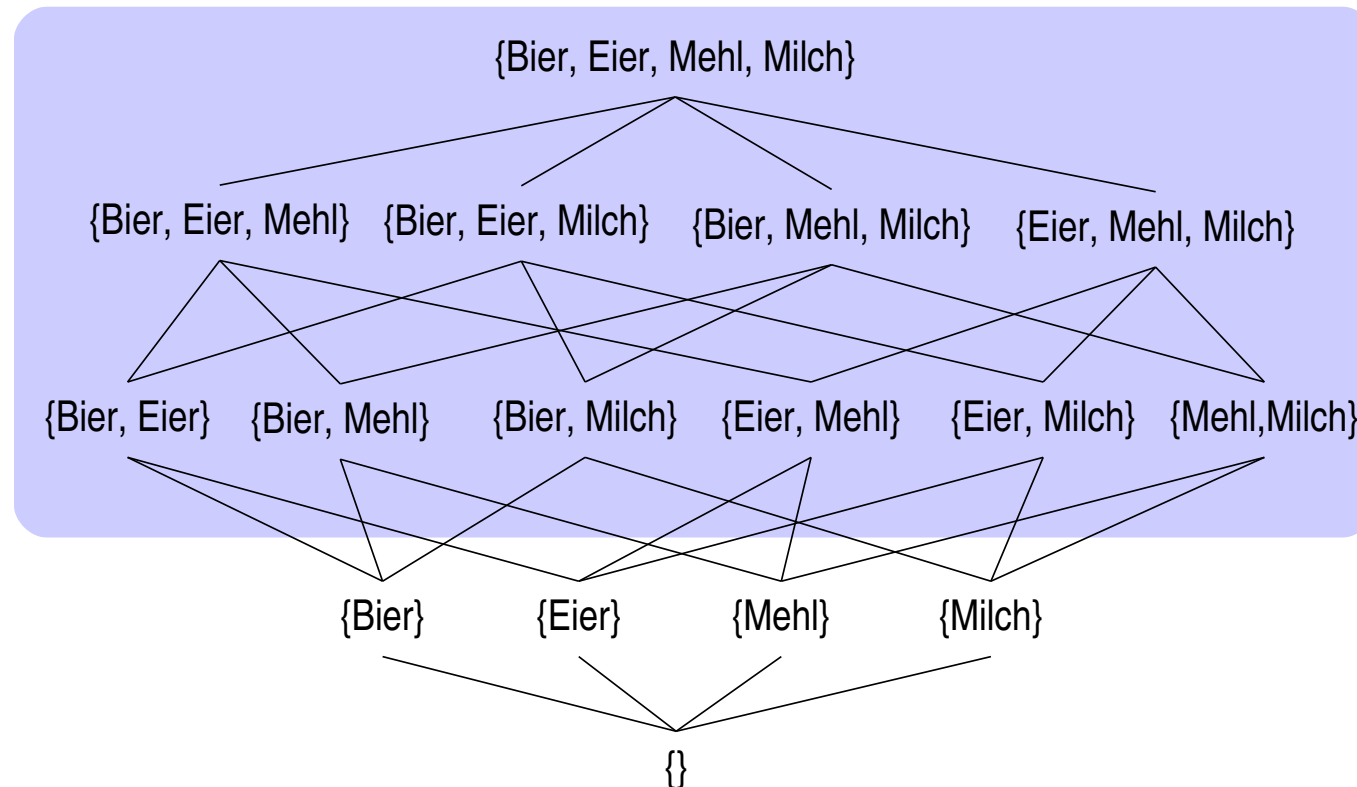 {Bier, Eier, Mehl, Milch}
{Bier, Eier, Mehl} {Bier, Eier, Milch} {Bier, Mehl, Milch} {Eier, Mehl, Milch}
{Bier, Eier} {Bier, Mehl} {Bier, Milch} {Eier, Mehl} {Eier, Milch} {Mehl,Milch}
{Bier} {Eier} {Mehl} {Milch}
{}